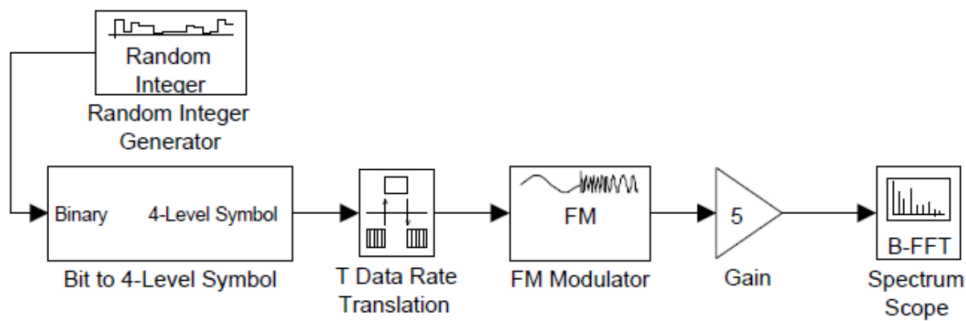 Random
Integer
Random Integer
Generator
Binary 4-Level Symbol
Bit to 4-Level Symbol
T Data Rate
Translation
FM
FM Modulator
5
Gain
B-FFT
Spectrum
Scope